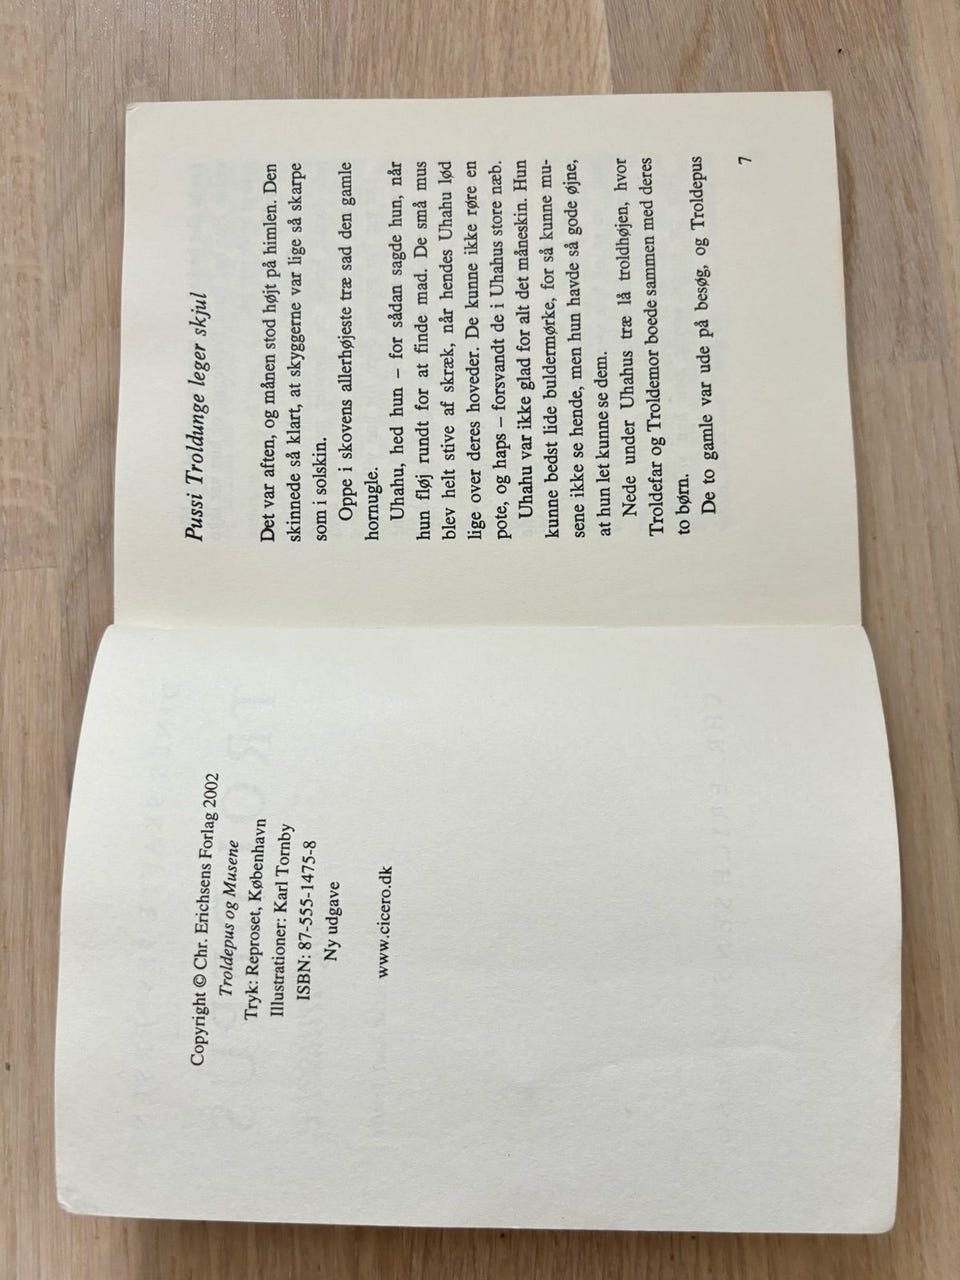 Copyright © Chr. Erichsens Forlag 2002
Troldepus og Musene
Tryk: Reproset, København
Illustrationer: Karl Tornby
ISBN: 87-555-1475-8
Ny udgave
www.cicero.dk
Pussi Troldunge leger skjul
Det var aften, og månen stod højt på himlen. Den
skinnede så klart, at skyggerne var lige så skarpe
som i solskin.
Oppe i skovens allerhøjeste træ sad den gamle
hornugle.
Uhahu, hed hun – for sådan sagde hun, når
hun fløj rundt for at finde mad. De små mus
blev helt stive af skræk, når hendes Uhahu lød
lige over deres hoveder. De kunne ikke røre en
pote, og haps – forsvandt de i Uhahus store næb.
Uhahu var ikke glad for alt det måneskin. Hun
kunne bedst lide buldermørke, for så kunne mu-
sene ikke se hende, men hun havde så gode øjne,
at hun let kunne se dem.
Nede under Uhahus træ lå troldhøjen, hvor
Troldefar og Troldemor boede sammen med deres
to børn.
De to gamle var ude på besøg, og Troldepus
7